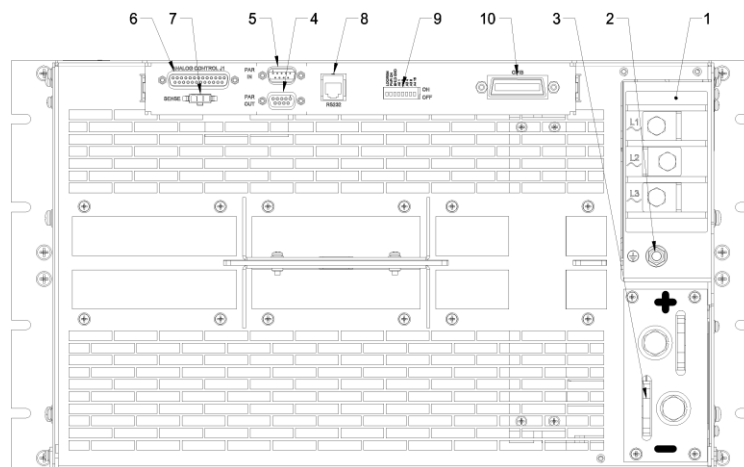 6 7 5 4 8 9 10 3 2 1
ANALOG CONTROL J1
PAR
IN
SENSE
PAR
OUT
RS232
ON
OFF
GPIB
L1
L2
L3
+
−